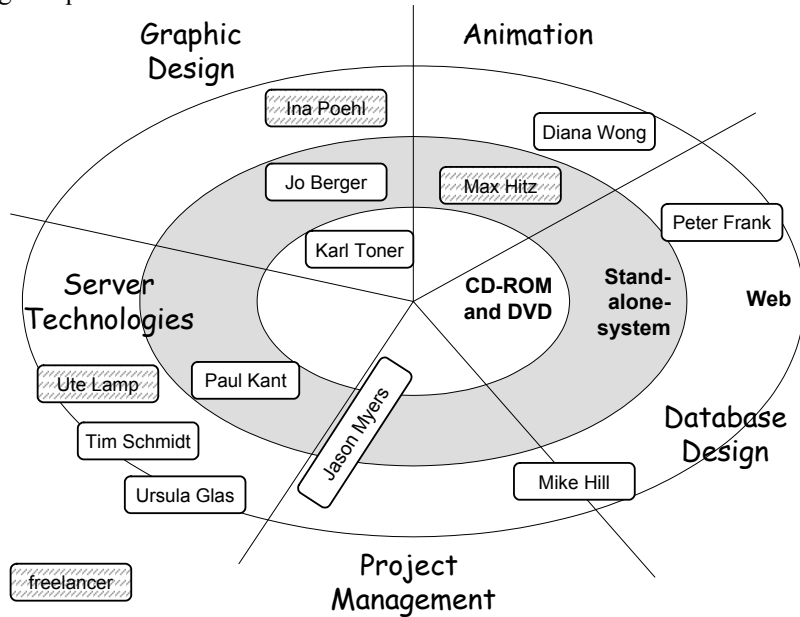 Graphic
Design
Animation
Ina Poehl
Diana Wong
Jo Berger
Max Hitz
Peter Frank
Karl Toner
CD-ROM
and DVD
Stand-
alone-
system
Web
Server
Technologies
Ute Lamp
Paul Kant
Jason Myers
Tim Schmidt
Database
Design
Ursula Glas
Mike Hill
Project
Management
freelancer